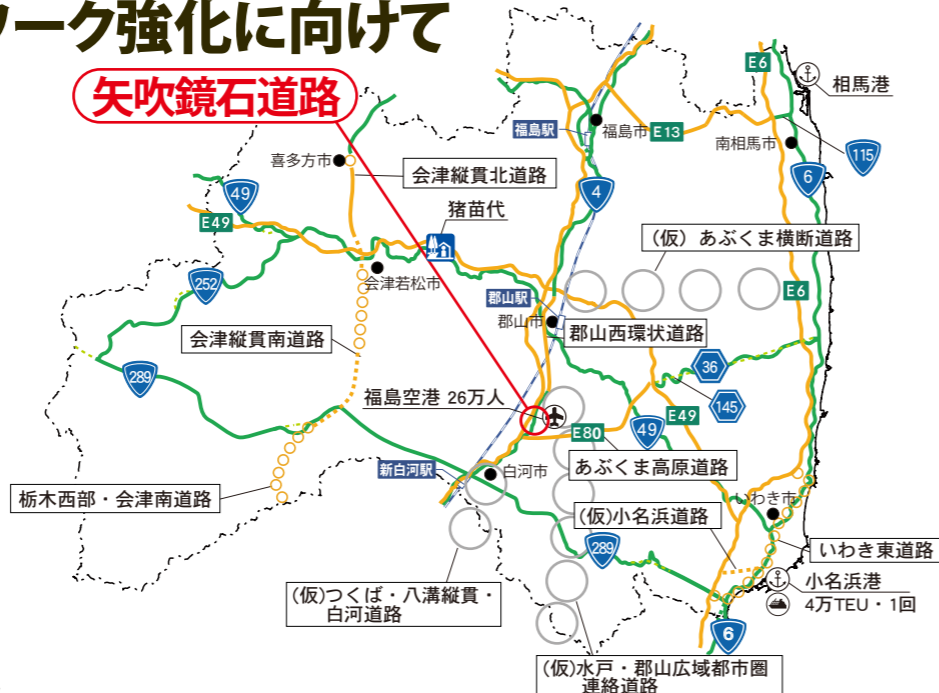 ワーク強化に向けて
矢吹鏡石道路
E6
相馬港
福島駅
福島市
E13
南相馬市
115
喜多方市
会津縦貫北道路
4
6
49
猪苗代
E49
(仮)あぶくま横断道路
会津若松市
252
郡山駅
E6
郡山市
郡山西環状道路
会津縦貫南道路
36
289
福島空港 26万人
145
E49
49
E80
あぶくま高原道路
新白河駅
白河市
栃木西部・会津南道路
いわき市
(仮)小名浜道路
289
いわき東道路
小名浜港
4万TEU・1回
(仮)つくば・八溝縦貫・
白河道路
6
(仮)水戸・郡山広域都市圏
連絡道路